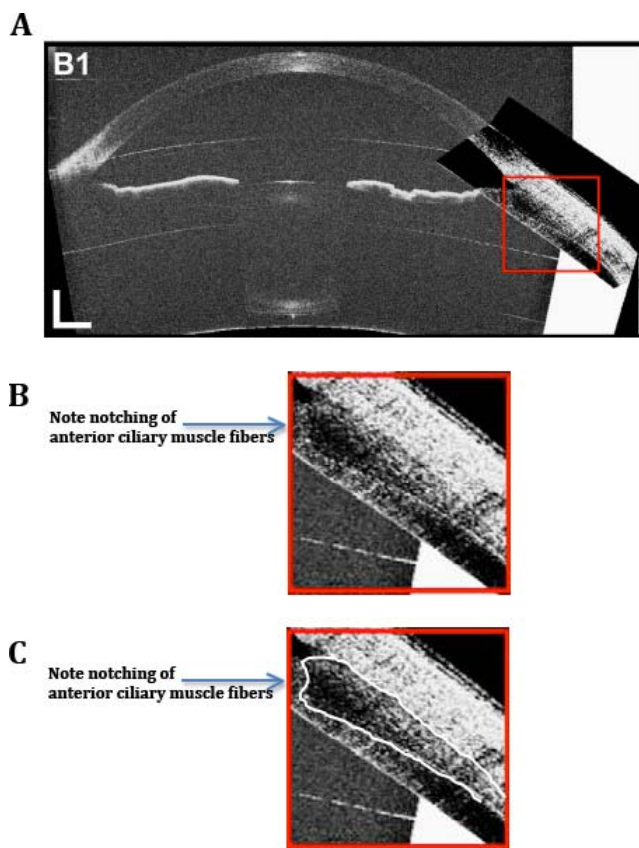 A
B1
B
Note notching of
anterior ciliary muscle fibers
C
Note notching of
anterior ciliary muscle fibers